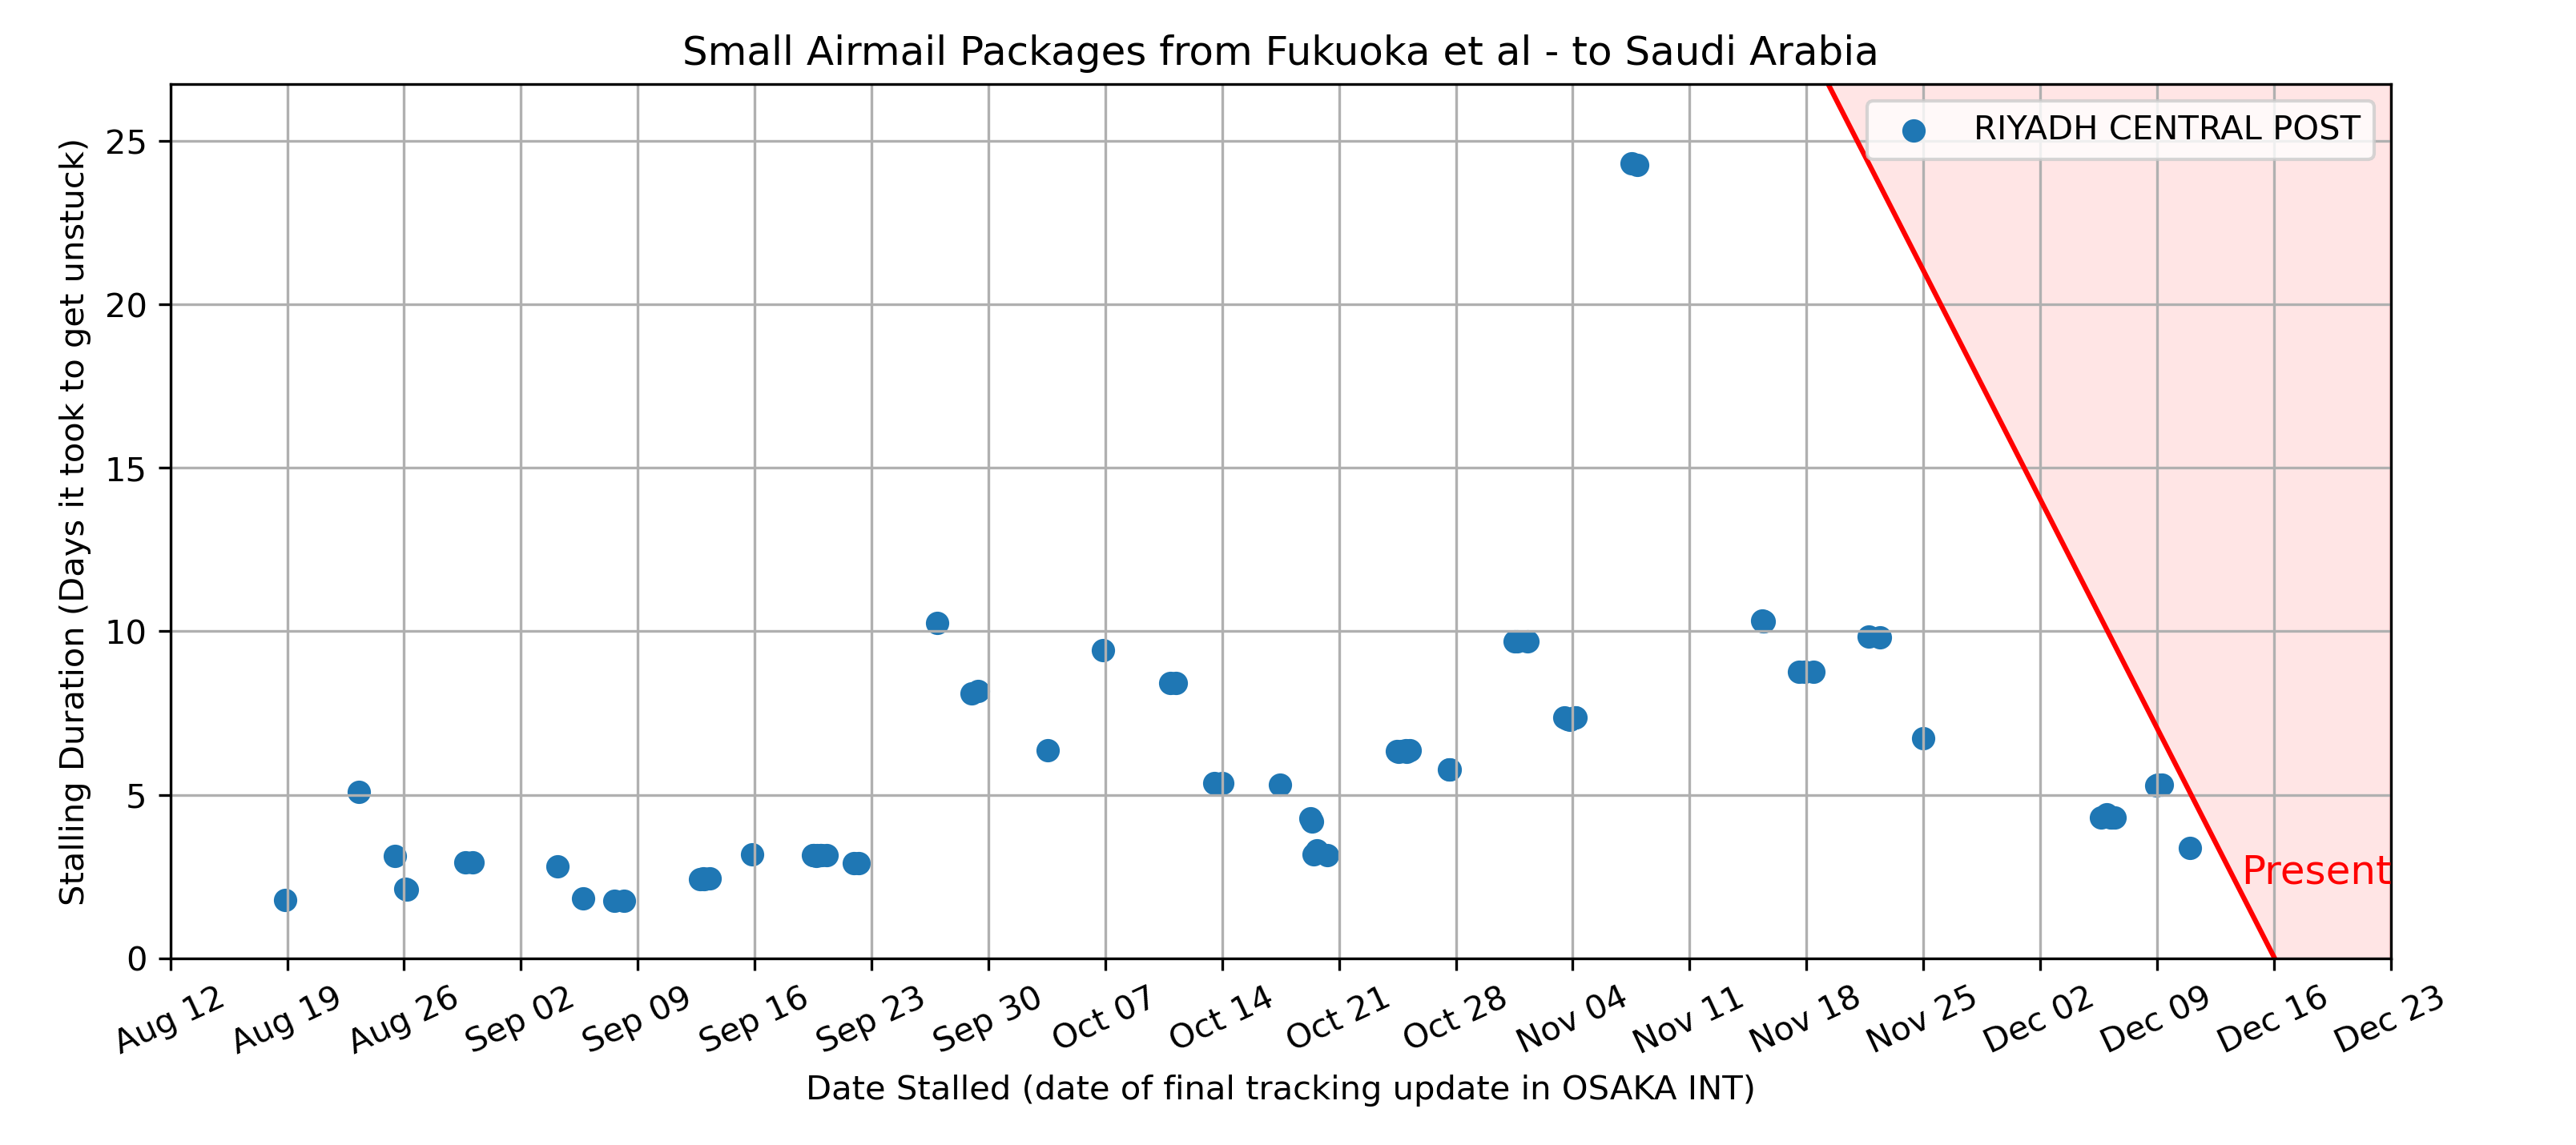 Small Airmail Packages from Fukuoka et al - to Saudi Arabia
RIYADH CENTRAL POST
Stalling Duration (Days it took to get unstuck)
25
20
15
10
5
0
Present
Aug 12
Aug 19
Aug 26
Sep 02
Sep 09
Sep 16
Sep 23
Sep 30
Oct 07
Oct 14
Oct 21
Oct 28
Nov 04
Nov 11
Nov 18
Nov 25
Dec 02
Dec 09
Dec 16
Dec 23
Date Stalled (date of final tracking update in OSAKA INT)